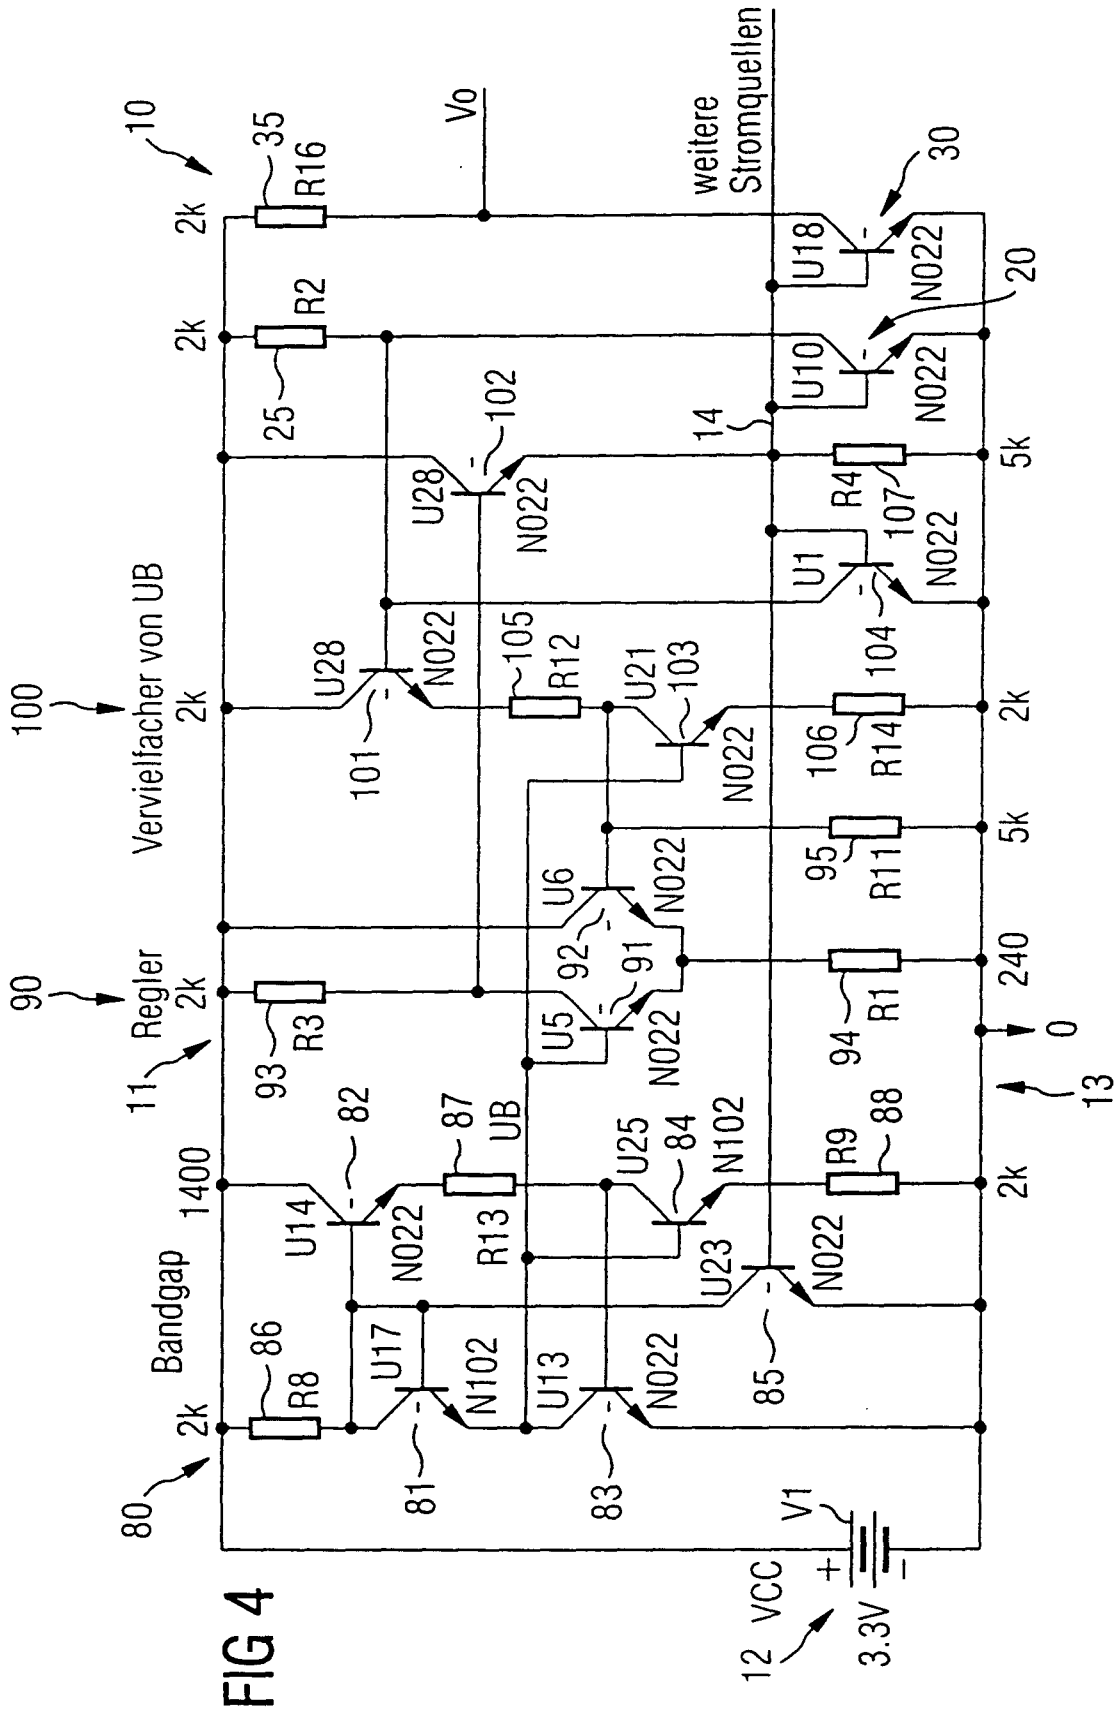 FIG 4
80
Bandgap
11
90
Regler
100
Vervielfacher von UB
10
2k
1400
2k
2k
2k
2k
86
R8
82
U14
N022
87
R13
UB
93
R3
101
U28
N022
105
R12
U28
102
N022
25
R2
35
R16
Vo
81
U17
N102
83
U13
N022
U25
84
N102
U5
91
N022
92
U6
N022
U21
103
N022
14
weitere
Stromquellen
85
U23
N022
R9
88
94
R1
95
R11
106
R14
U1
104
N022
R4
107
U10
N022
20
U18
N022
30
12
VCC
3.3V
+
−
V1
2k
240
5k
2k
5k
13
0